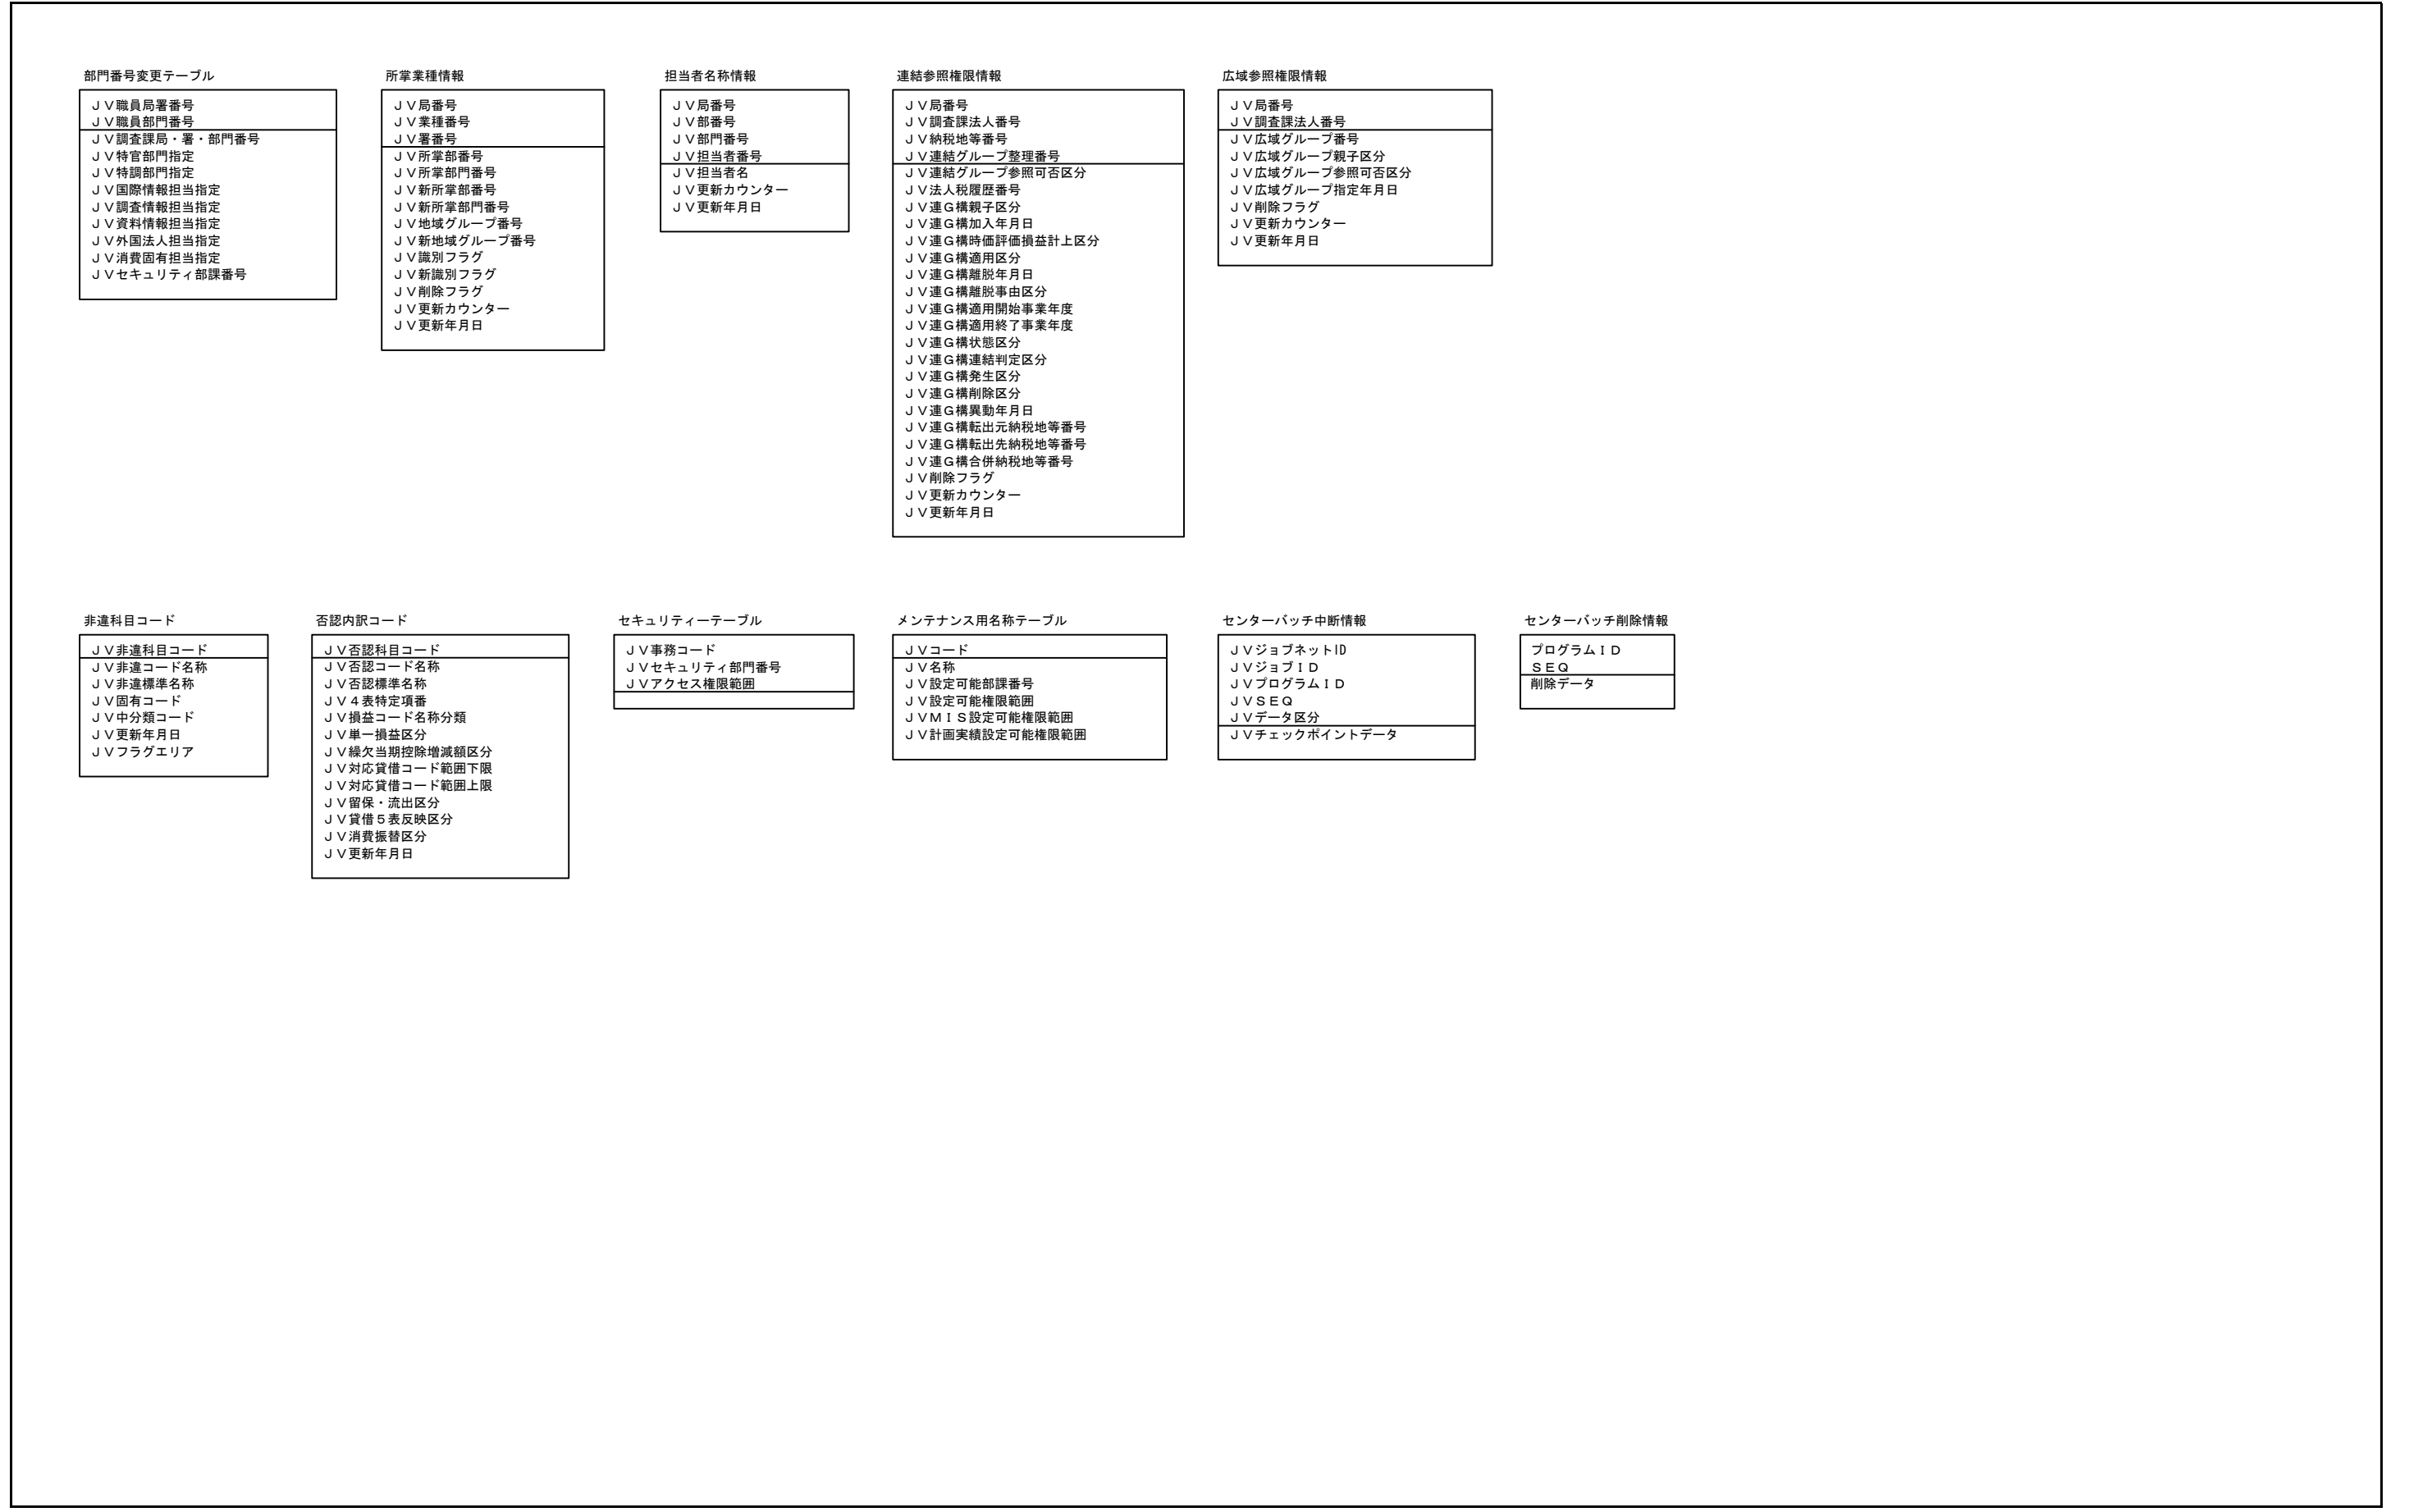 部門番号変更テーブル
ＪＶ職員局署番号
ＪＶ職員部門番号
ＪＶ調査課局・署・部門番号
ＪＶ特官部門指定
ＪＶ特調部門指定
ＪＶ国際情報担当指定
ＪＶ調査情報担当指定
ＪＶ資料情報担当指定
ＪＶ外国法人担当指定
ＪＶ消費固有担当指定
ＪＶセキュリティ部課番号
所掌業種情報
ＪＶ局番号
ＪＶ業種番号
ＪＶ署番号
ＪＶ所掌部番号
ＪＶ所掌部門番号
ＪＶ新所掌部番号
ＪＶ新所掌部門番号
ＪＶ地域グループ番号
ＪＶ新地域グループ番号
ＪＶ識別フラグ
ＪＶ新識別フラグ
ＪＶ削除フラグ
ＪＶ更新カウンター
ＪＶ更新年月日
担当者名称情報
ＪＶ局番号
ＪＶ部番号
ＪＶ部門番号
ＪＶ担当者番号
ＪＶ担当者名
ＪＶ更新カウンター
ＪＶ更新年月日
連結参照権限情報
ＪＶ局番号
ＪＶ調査課法人番号
ＪＶ納税地等番号
ＪＶ連結グループ整理番号
ＪＶ連結グループ参照可否区分
ＪＶ法人税履歴番号
ＪＶ連Ｇ構親子区分
ＪＶ連Ｇ構加入年月日
ＪＶ連Ｇ構時価評価損益計上区分
ＪＶ連Ｇ構適用区分
ＪＶ連Ｇ構離脱年月日
ＪＶ連Ｇ構離脱事由区分
ＪＶ連Ｇ構適用開始事業年度
ＪＶ連Ｇ構適用終了事業年度
ＪＶ連Ｇ構状態区分
ＪＶ連Ｇ構連結判定区分
ＪＶ連Ｇ構発生区分
ＪＶ連Ｇ構削除区分
ＪＶ連Ｇ構異動年月日
ＪＶ連Ｇ構転出元納税地等番号
ＪＶ連Ｇ構転出先納税地等番号
ＪＶ連Ｇ構合併納税地等番号
ＪＶ削除フラグ
ＪＶ更新カウンター
ＪＶ更新年月日
広域参照権限情報
ＪＶ局番号
ＪＶ調査課法人番号
ＪＶ広域グループ番号
ＪＶ広域グループ親子区分
ＪＶ広域グループ参照可否区分
ＪＶ広域グループ指定年月日
ＪＶ削除フラグ
ＪＶ更新カウンター
ＪＶ更新年月日
非違科目コード
ＪＶ非違科目コード
ＪＶ非違コード名称
ＪＶ非違標準名称
ＪＶ固有コード
ＪＶ中分類コード
ＪＶ更新年月日
ＪＶフラグエリア
否認内訳コード
ＪＶ否認科目コード
ＪＶ否認コード名称
ＪＶ否認標準名称
ＪＶ４表特定項番
ＪＶ損益コード名称分類
ＪＶ単一損益区分
ＪＶ繰欠当期控除増減額区分
ＪＶ対応貸借コード範囲下限
ＪＶ対応貸借コード範囲上限
ＪＶ留保・流出区分
ＪＶ貸借５表反映区分
ＪＶ消費振替区分
ＪＶ更新年月日
セキュリティーテーブル
ＪＶ事務コード
ＪＶセキュリティ部門番号
ＪＶアクセス権限範囲
メンテナンス用名称テーブル
ＪＶコード
ＪＶ名称
ＪＶ設定可能部課番号
ＪＶ設定可能権限範囲
ＪＶＭＩＳ設定可能権限範囲
ＪＶ計画実績設定可能権限範囲
センターバッチ中断情報
ＪＶジョブネットID
ＪＶジョブＩＤ
ＪＶプログラムＩＤ
ＪＶＳＥＱ
ＪＶデータ区分
ＪＶチェックポイントデータ
センターバッチ削除情報
プログラムＩＤ
ＳＥＱ
削除データ